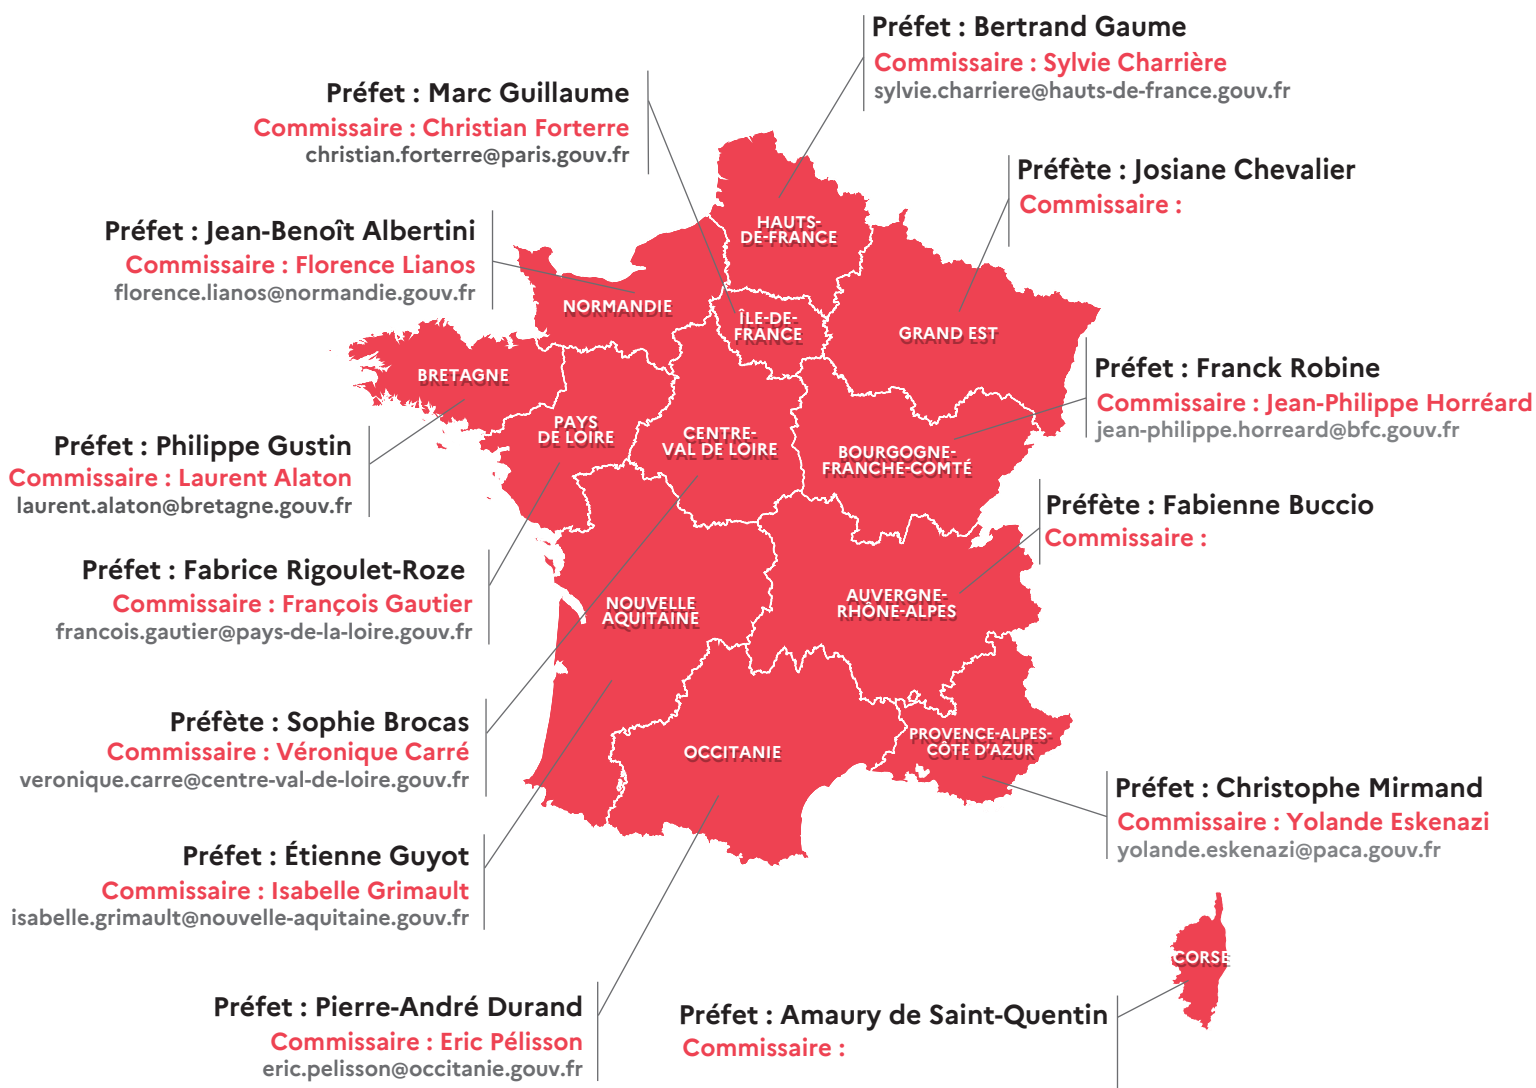 Préfet : Bertrand Gaume
Commissaire : Sylvie Charrière
sylvie.charriere@hauts-de-france.gouv.fr
Préfet : Marc Guillaume
Commissaire : Christian Forterre
christian.forterre@paris.gouv.fr
Préfète : Josiane Chevalier
Commissaire :
Préfet : Jean-Benoît Albertini
Commissaire : Florence Lianos
florence.lianos@normandie.gouv.fr
HAUTS-
DE-FRANCE
NORMANDIE
ÎLE-DE-
FRANCE
GRAND EST
BRETAGNE
Préfet : Franck Robine
Commissaire : Jean-Philippe Horréard
jean-philippe.horreard@bfc.gouv.fr
PAYS
DE LOIRE
CENTRE-
VAL DE LOIRE
BOURGOGNE-
FRANCHE-COMTÉ
Préfet : Philippe Gustin
Commissaire : Laurent Alaton
laurent.alaton@bretagne.gouv.fr
Préfète : Fabienne Buccio
Commissaire :
Préfet : Fabrice Rigoulet-Roze
Commissaire : François Gautier
francois.gautier@pays-de-la-loire.gouv.fr
NOUVELLE
AQUITAINE
AUVERGNE-
RHÔNE-ALPES
Préfète : Sophie Brocas
Commissaire : Véronique Carré
veronique.carre@centre-val-de-loire.gouv.fr
OCCITANIE
PROVENCE-ALPES-
CÔTE D'AZUR
Préfet : Christophe Mirmand
Commissaire : Yolande Eskenazi
yolande.eskenazi@paca.gouv.fr
Préfet : Étienne Guyot
Commissaire : Isabelle Grimault
isabelle.grimault@nouvelle-aquitaine.gouv.fr
CORSE
Préfet : Pierre-André Durand
Commissaire : Eric Pélisson
eric.pelisson@occitanie.gouv.fr
Préfet : Amaury de Saint-Quentin
Commissaire :